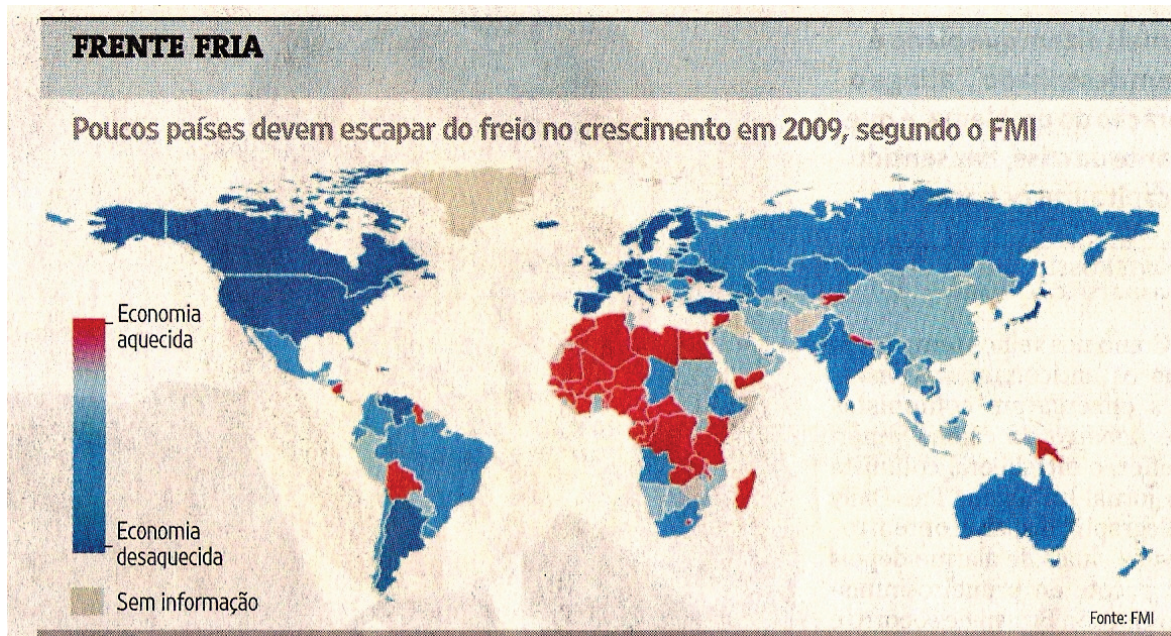 FRENTE FRIA
Poucos países devem escapar do freio no crescimento em 2009, segundo o FMI
Economia
aquecida
Economia
desaquecida
Sem informação
Fonte: FMI